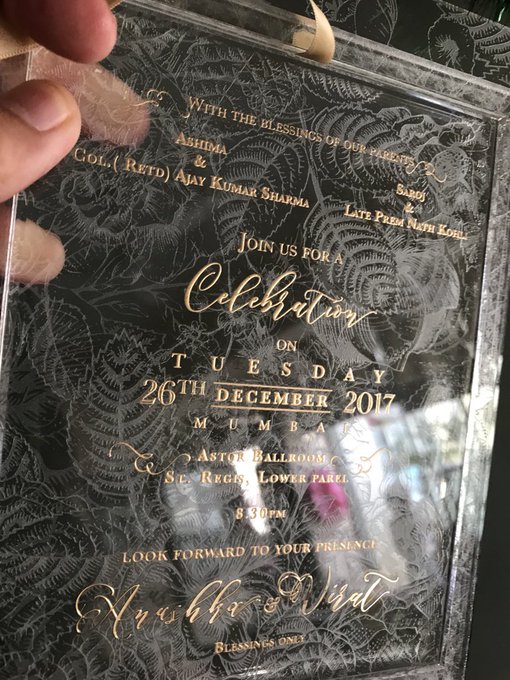 With the blessings of our parents
Ashima
&
Col.( Retd) Ajay Kumar Sharma
Saroj
&
Late Prem Nath Kohli
Join us for a
Celebration
on
TUESDAY
26TH DECEMBER 2017
MUMBAI
Astor Ballroom
St. Regis, Lower parel
8.30pm
Look forward to your presence
Anushka & Virat
Blessings only